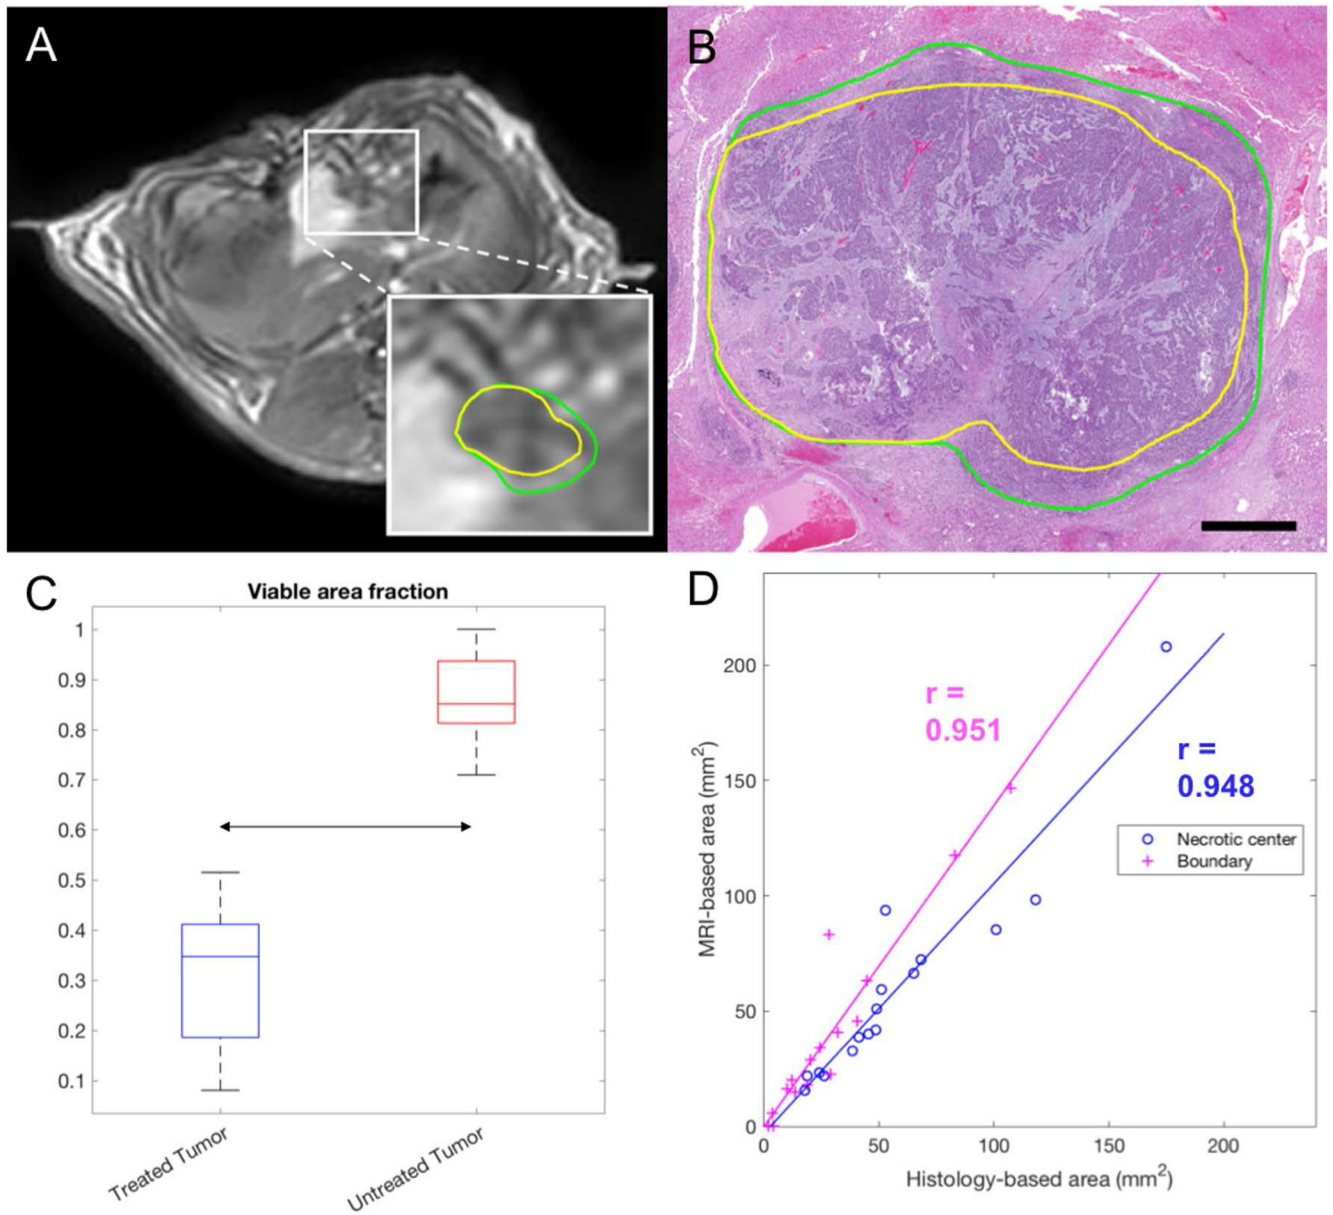 A
B
C
Viable area fraction
1
0.9
0.8
0.7
0.6
0.5
0.4
0.3
0.2
0.1
Treated Tumor
Untreated Tumor
D
MRI-based area (mm²)
200
150
100
50
0
r =
0.951
r =
0.948
Necrotic center
Boundary
0
50
100
150
200
Histology-based area (mm²)